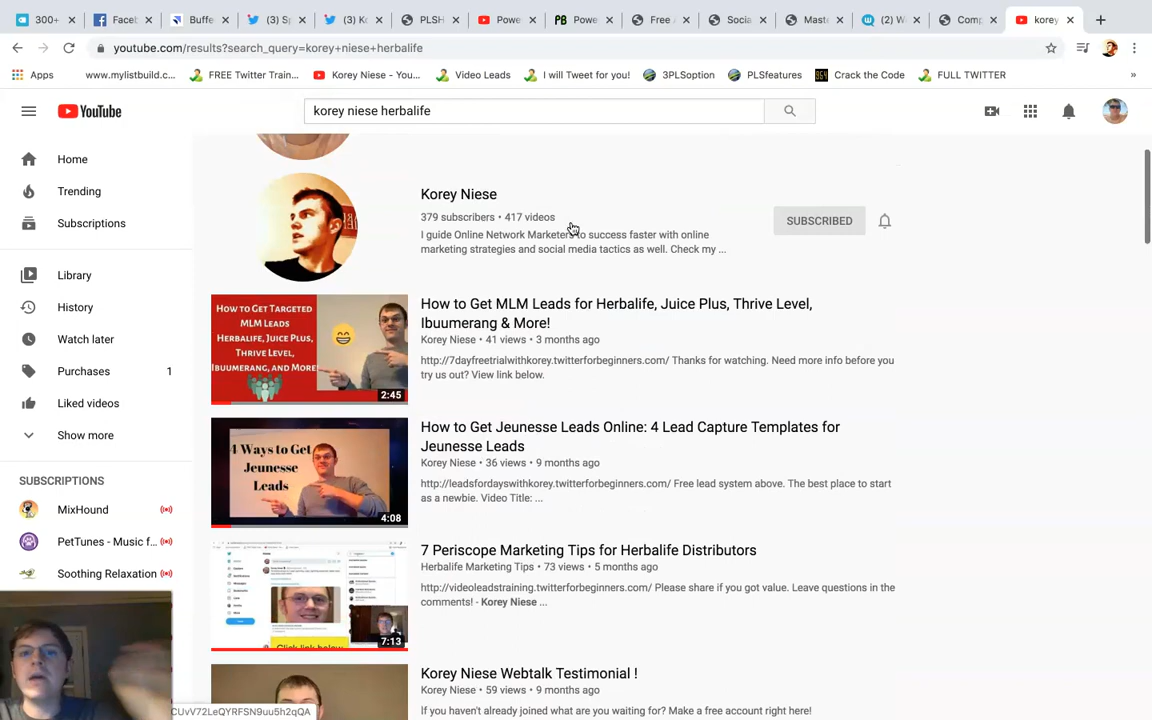 300+
Faceb
Buffe
(3) Sp
(3) Ko
PLSH
Powe
Powe
Free A
Socia
Maste
(2) W
Comp
korey
youtube.com/results?search_query=korey+niese+herbalife
Apps
www.mylistbuild.c...
FREE Twitter Train...
Korey Niese - You...
Video Leads
I will Tweet for you!
3PLSoption
PLSfeatures
Crack the Code
FULL TWITTER
»
YouTube
korey niese herbalife
Home
Trending
Subscriptions
Library
History
Watch later
Purchases 1
Liked videos
Show more
SUBSCRIPTIONS
MixHound
PetTunes - Music f...
Soothing Relaxation
Korey Niese
379 subscribers • 417 videos
I guide Online Network Marketers to success faster with online
marketing strategies and social media tactics as well. Check my ...
SUBSCRIBED
How to Get Targeted
MLM Leads
Herbalife, Juice Plus,
Thrive Level,
Ibuumerang, and More!
2:45
How to Get MLM Leads for Herbalife, Juice Plus, Thrive Level,
Ibuumerang & More!
Korey Niese • 41 views • 3 months ago
http://7dayfreetrialwithkorey.twitterforbeginners.com/ Thanks for watching. Need more info before you
try us out? View link below.
4 Ways to Get
Jeunesse
Leads
4:08
How to Get Jeunesse Leads Online: 4 Lead Capture Templates for
Jeunesse Leads
Korey Niese • 36 views • 9 months ago
http://leadsfordayswithkorey.twitterforbeginners.com/ Free lead system above. The best place to start
as a newbie. Video Title: ...
Click link below
7:13
7 Periscope Marketing Tips for Herbalife Distributors
Herbalife Marketing Tips • 73 views • 5 months ago
http://videoleadstraining.twitterforbeginners.com/ Please share if you got value. Leave questions in the
comments! - Korey Niese ...
Korey Niese Webtalk Testimonial !
Korey Niese • 59 views • 9 months ago
If you haven't already joined what are you waiting for? Make a free account right here!
CUvV72LeQYRFSN9uu5h2qQA